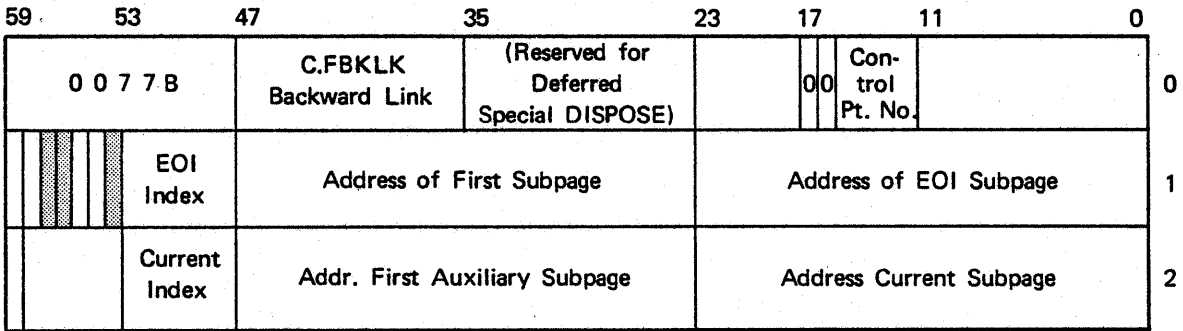 59 53 47 35 23 17 11 0
0 0 7 7 B
C.FBKLK
Backward Link
(Reserved for
Deferred
Special DISPOSE)
0 0
Con-
trol
Pt. No.
0
EOI
Index
Address of First Subpage
Address of EOI Subpage
1
Current
Index
Addr. First Auxiliary Subpage
Address Current Subpage
2